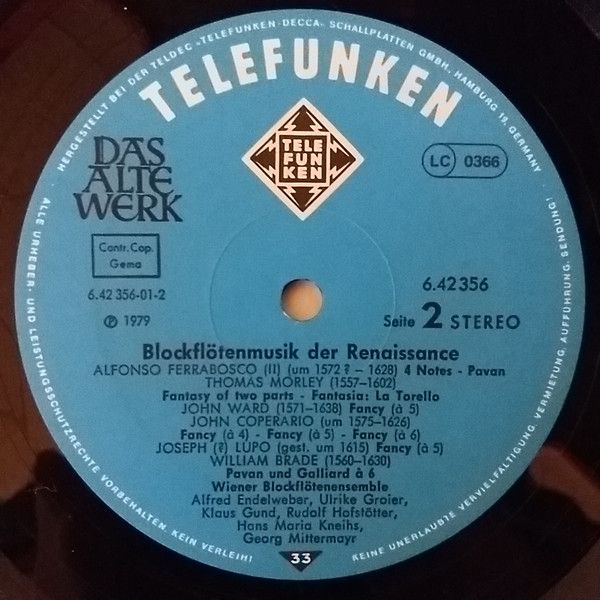 HERGESTELLT BEI DER TELDEC »TELEFUNKEN-DECCA« SCHALLPLATTEN GMBH, HAMBURG 19, GERMANY
TELEFUNKEN
TELE
FUN
KEN
DAS
ALTE
WERK
LC 0366
Contr. Cop.
Gema
6.42 356-01-2
℗ 1979
6.42356
Seite 2 STEREO
Blockflötenmusik der Renaissance
ALFONSO FERRABOSCO (II) (um 1572 ? – 1628) 4 Notes - Pavan
THOMAS MORLEY (1557–1602)
Fantasy of two parts - Fantasia: La Torello
JOHN WARD (1571–1638) Fancy (à 5)
JOHN COPERARIO (um 1575–1626)
Fancy (à 4) - Fancy (à 5) - Fancy (à 6)
JOSEPH (?) LUPO (gest. um 1615) Fancy (à 5)
WILLIAM BRADE (1560–1630)
Pavan und Galliard à 6
Wiener Blockflötenensemble
Alfred Endelweber, Ulrike Groier,
Klaus Gund, Rudolf Hofstötter,
Hans Maria Kneihs,
Georg Mittermayr
33
ALLE URHEBER- UND LEISTUNGSSCHUTZRECHTE VORBEHALTEN. KEIN VERLEIH!
KEINE UNERLAUBTE VERVIELFÄLTIGUNG, VERMIETUNG, AUFFÜHRUNG, SENDUNG!